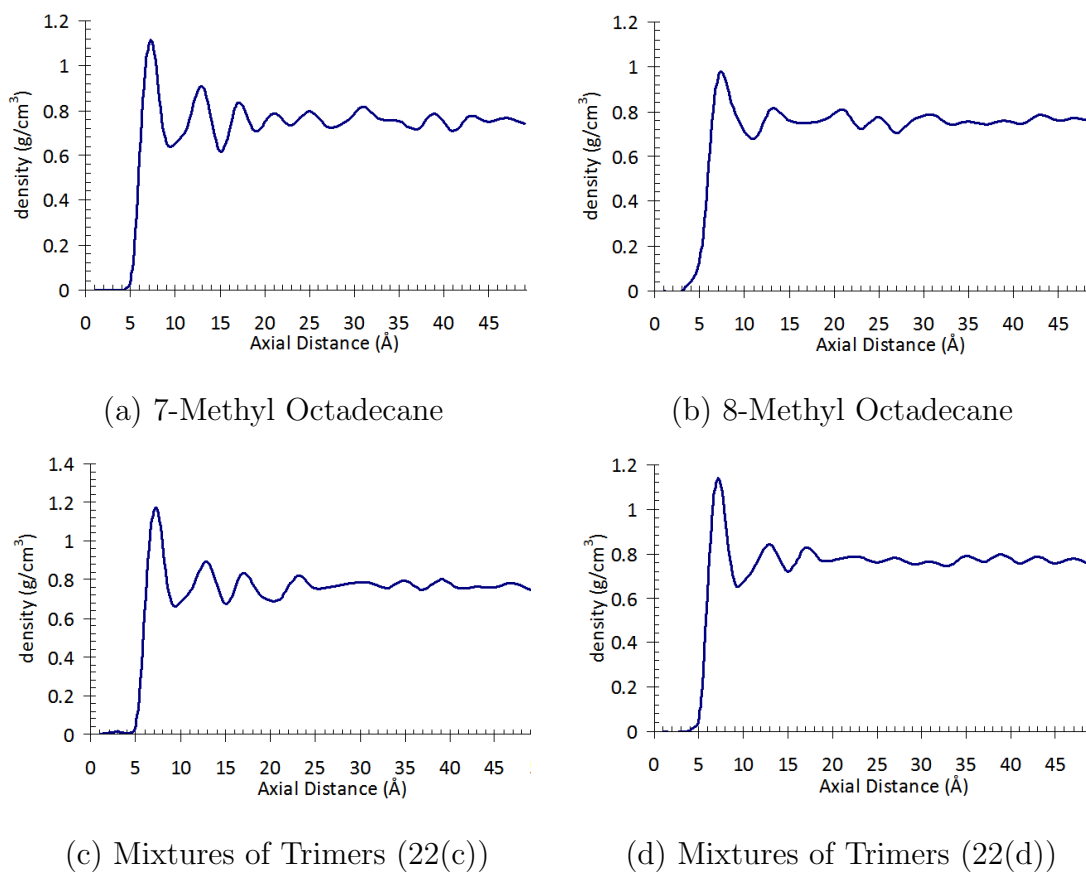 density (g/cm³)
1.2
1
0.8
0.6
0.4
0.2
0
0 5 10 15 20 25 30 35 40 45
Axial Distance (Å)
(a) 7-Methyl Octadecane
density (g/cm³)
1.2
1
0.8
0.6
0.4
0.2
0
0 5 10 15 20 25 30 35 40 45
Axial Distance (Å)
(b) 8-Methyl Octadecane
density (g/cm³)
1.4
1.2
1
0.8
0.6
0.4
0.2
0
0 5 10 15 20 25 30 35 40 45
Axial Distance (Å)
(c) Mixtures of Trimers (22(c))
density (g/cm³)
1.2
1
0.8
0.6
0.4
0.2
0
0 5 10 15 20 25 30 35 40 45
Axial Distance (Å)
(d) Mixtures of Trimers (22(d))